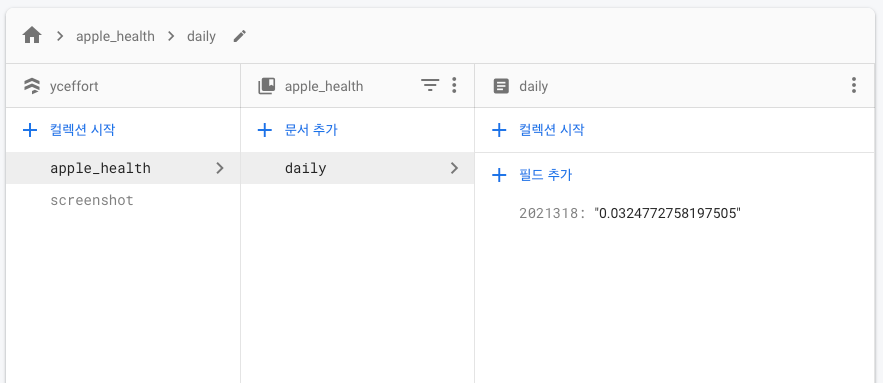 apple_health > daily
yceffort
apple_health
daily
컬렉션 시작
문서 추가
컬렉션 시작
apple_health
daily
필드 추가
screenshot
2021318: "0.0324772758197505"